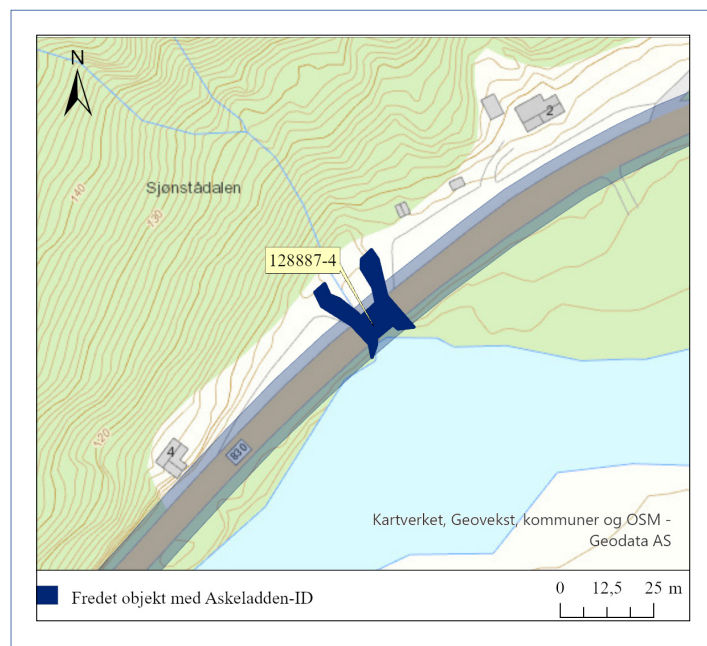 N
2
Sjønstådalen
140
130
128887-4
120
4
830
Kartverket, Geovekst, kommuner og OSM -
Geodata AS
Fredet objekt med Askeladden-ID
0 12,5 25 m